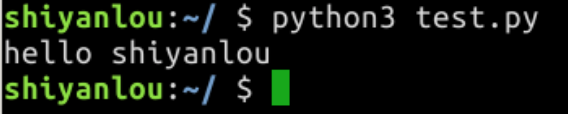 shiyanlou:~/ $ python3 test.py
hello shiyanlou
shiyanlou:~/ $